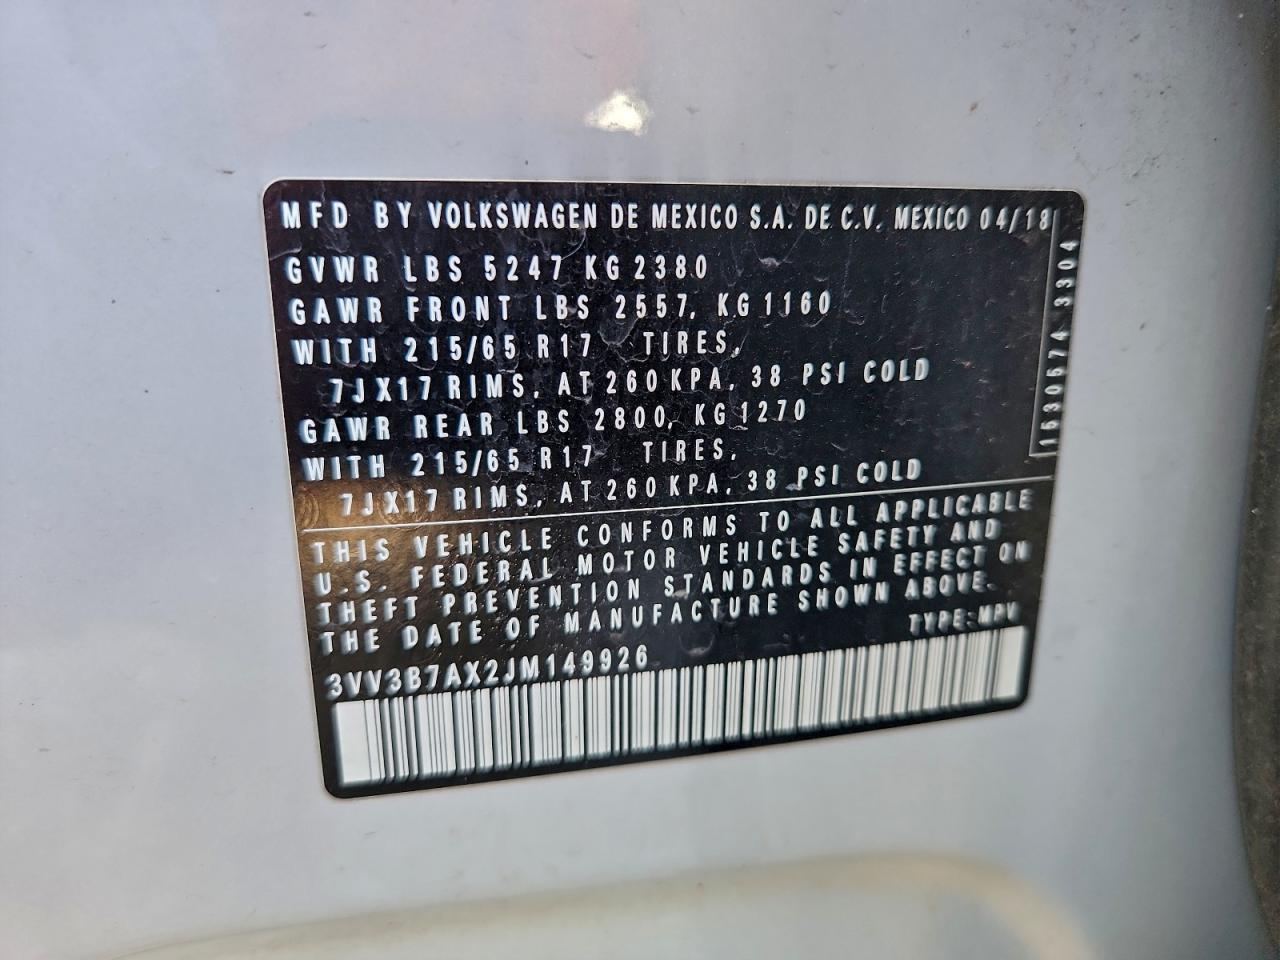 MFD BY VOLKSWAGEN DE MEXICO S.A. DE C.V. MEXICO 04/18
GVWR LBS 5247 KG 2380
GAWR FRONT LBS 2557, KG 1160
WITH 215/65 R17 TIRES,
7JX17 RIMS, AT 260 KPA, 38 PSI COLD
GAWR REAR LBS 2800, KG 1270
WITH 215/65 R17 TIRES,
7JX17 RIMS, AT 260 KPA, 38 PSI COLD
1530574 3304
THIS VEHICLE CONFORMS TO ALL APPLICABLE
U.S. FEDERAL MOTOR VEHICLE SAFETY AND
THEFT PREVENTION STANDARDS IN EFFECT ON
THE DATE OF MANUFACTURE SHOWN ABOVE.
TYPE: MPV
3VV3B7AX2JM149926